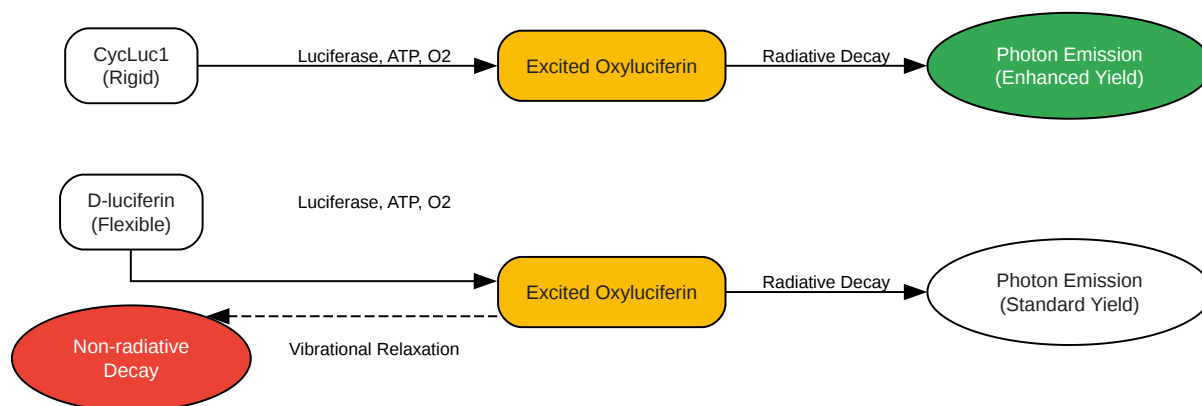 CycLuc1
(Rigid)
Luciferase, ATP, O2
Excited Oxyluciferin
Radiative Decay
Photon Emission
(Enhanced Yield)
D-luciferin
(Flexible)
Luciferase, ATP, O2
Excited Oxyluciferin
Radiative Decay
Photon Emission
(Standard Yield)
Vibrational Relaxation
Non-radiative
Decay